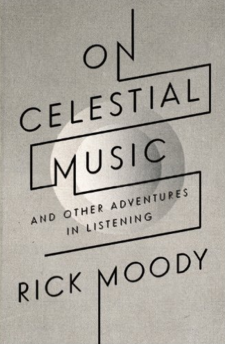 ON
CELESTIAL
MUSIC
AND OTHER ADVENTURES
IN LISTENING
RICK MOODY